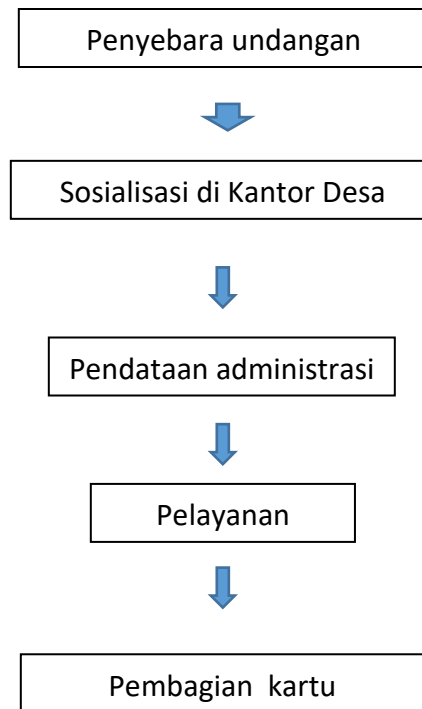 Penyebara undangan
Sosialisasi di Kantor Desa
Pendataan administrasi
Pelayanan
Pembagian kartu